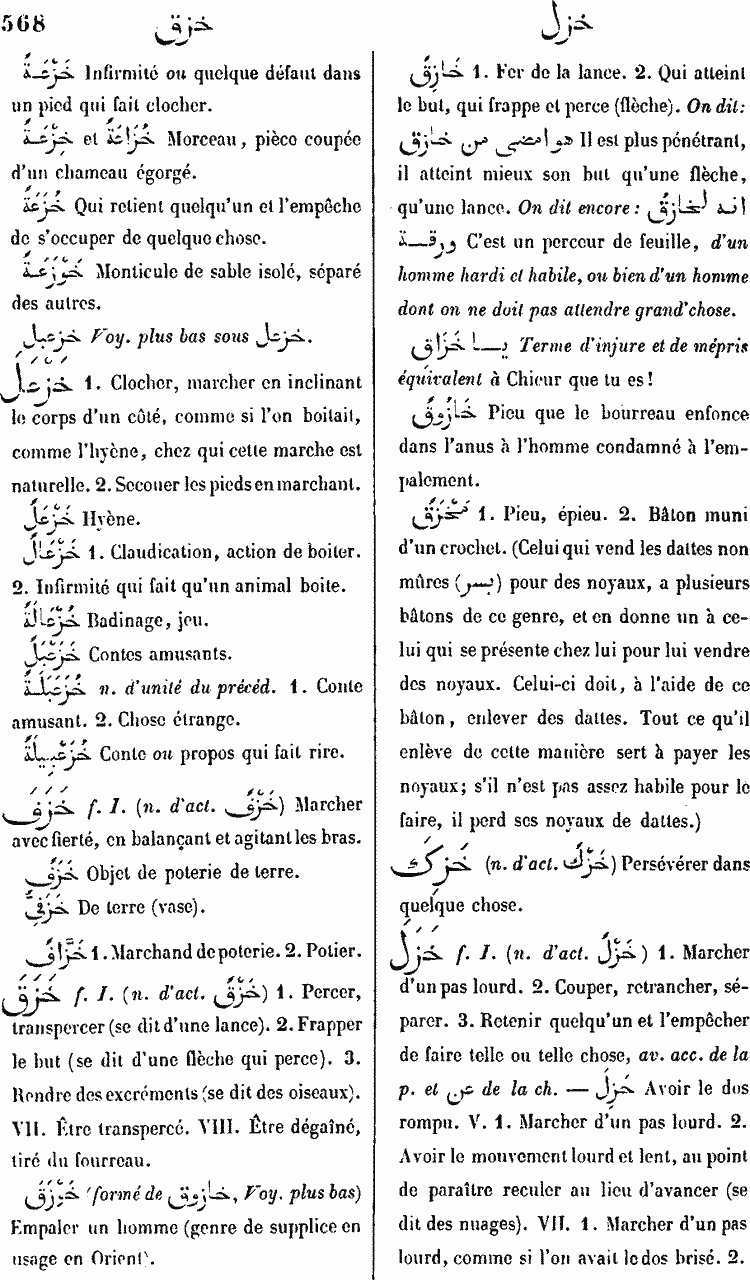 568 خزق خزل
خَزْعَةٌ Infirmité ou quelque défaut dans
un pied qui fait clocher.
خِزْعَةٌ et خُزَاعَةٌ Morceau, pièce coupée
d'un chameau égorgé.
خُزَعَةٌ Qui retient quelqu'un et l'empêche
de s'occuper de quelque chose.
خَوْزَعَةٌ Monticule de sable isolé, séparé
des autres.
خزعبل Voy. plus bas sous خزعل.
خَزْعَلَ 1. Clocher, marcher en inclinant
le corps d'un côté, comme si l'on boitait,
comme l'hyène, chez qui cette marche est
naturelle. 2. Secouer les pieds en marchant.
خَزْعَلٌ Hyène.
خَزْعَالٌ 1. Claudication, action de boiter.
2. Infirmité qui fait qu'un animal boite.
خُزْعَالَةٌ Badinage, jeu.
خُزَعْبَلٌ Contes amusants.
خُزَعْبَلَةٌ n. d'unité du précéd. 1. Conte
amusant. 2. Chose étrange.
خُزَعْبِيلَةٌ Conte ou propos qui fait rire.
خَزَفَ f. I. (n. d'act. خَزْفٌ) Marcher
avec fierté, en balançant et agitant les bras.
خَزَفٌ Objet de poterie de terre.
خَزَفِىٌّ De terre (vase).
خَزَّافٌ 1. Marchand de poterie. 2. Potier.
خَزَقَ f. I. (n. d'act. خَزْقٌ) 1. Percer,
transpercer (se dit d'une lance). 2. Frapper
le but (se dit d'une flèche qui perce). 3.
Rendre des excréments (se dit des oiseaux).
VII. Être transpercé. VIII. Être dégaîné,
tiré du fourreau.
خَوْزَقَ (formé de خازوق, Voy. plus bas)
Empaler un homme (genre de supplice en
usage en Orient).
خَازِقٌ 1. Fer de la lance. 2. Qui atteint
le but, qui frappe et perce (flèche). On dit:
هو امضى من خازق Il est plus pénétrant,
il atteint mieux son but qu'une flèche,
qu'une lance. On dit encore: انه لخازقُ
ورقة C'est un perceur de feuille, d'un
homme hardi et habile, ou bien d'un homme
dont on ne doit pas attendre grand'chose.
يا خَزَاقِ Terme d'injure et de mépris
équivalent à Chieur que tu es!
خَازُوقٌ Pieu que le bourreau enfonce
dans l'anus à l'homme condamné à l'em-
palement.
مِخْزَقٌ 1. Pieu, épieu. 2. Bâton muni
d'un crochet. (Celui qui vend les dattes non
mûres (بسر) pour des noyaux, a plusieurs
bâtons de ce genre, et en donne un à ce-
lui qui se présente chez lui pour lui vendre
des noyaux. Celui-ci doit, à l'aide de ce
bâton, enlever des dattes. Tout ce qu'il
enlève de cette manière sert à payer les
noyaux; s'il n'est pas assez habile pour le
faire, il perd ses noyaux de dattes.)
خَزَكَ (n. d'act. خَزْكٌ) Persévérer dans
quelque chose.
خَزَلَ f. I. (n. d'act. خَزْلٌ) 1. Marcher
d'un pas lourd. 2. Couper, retrancher, sé-
parer. 3. Retenir quelqu'un et l'empêcher
de faire telle ou telle chose, av. acc. de la
p. et عن de la ch. — خَزِلَ Avoir le dos
rompu. V. 1. Marcher d'un pas lourd. 2.
Avoir le mouvement lourd et lent, au point
de paraître reculer au lieu d'avancer (se
dit des nuages). VII. 1. Marcher d'un pas
lourd, comme si l'on avait le dos brisé. 2.